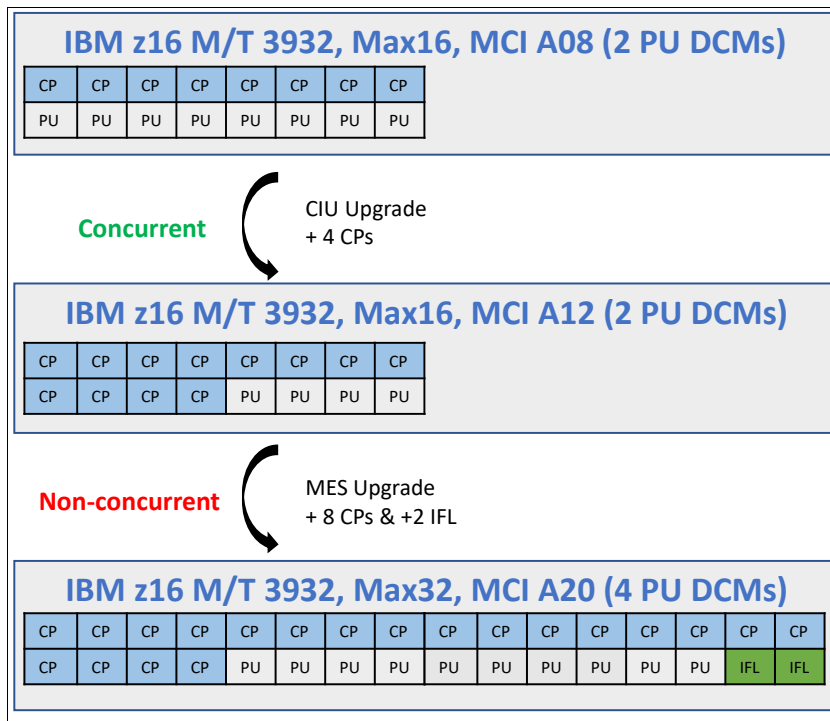 IBM z16 M/T 3932, Max16, MCI A08 (2 PU DCMs)
CP CP CP CP CP CP CP CP
PU PU PU PU PU PU PU PU
Concurrent
CIU Upgrade
+ 4 CPs
IBM z16 M/T 3932, Max16, MCI A12 (2 PU DCMs)
CP CP CP CP CP CP CP CP
CP CP CP CP PU PU PU PU
Non-concurrent
MES Upgrade
+ 8 CPs & +2 IFL
IBM z16 M/T 3932, Max32, MCI A20 (4 PU DCMs)
CP CP CP CP CP CP CP CP CP CP CP CP CP CP CP CP
CP CP CP CP PU PU PU PU PU PU PU PU PU PU IFL IFL